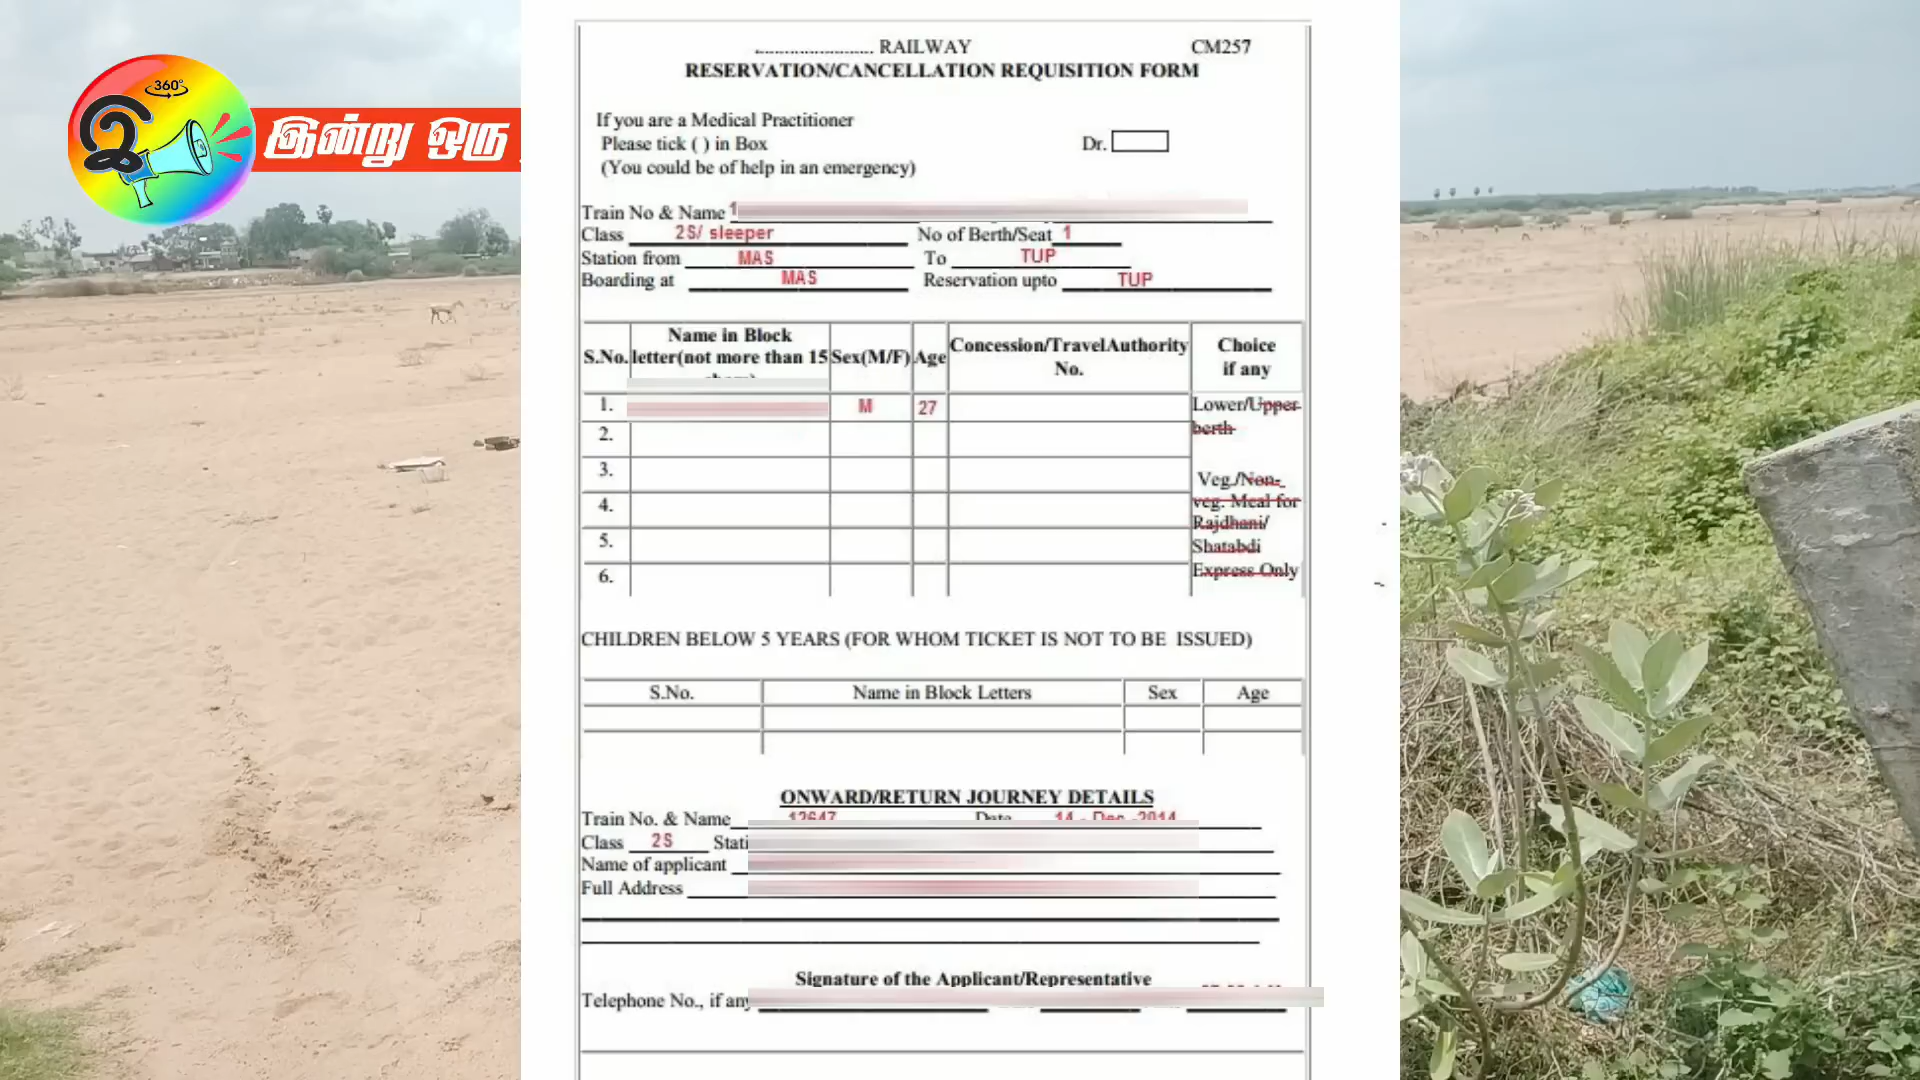 360°
இ
இன்று ஒரு
........................ RAILWAY CM257
RESERVATION/CANCELLATION REQUISITION FORM
If you are a Medical Practitioner
Please tick ( ) in Box Dr.
(You could be of help in an emergency)
Train No & Name
Class 2S/ sleeper No of Berth/Seat 1
Station from MAS To TUP
Boarding at MAS Reservation upto TUP
S.No. Name in Block letter(not more than 15 Sex(M/F) Age Concession/TravelAuthority No. Choice if any
1. M 27 Lower/Upper
2. berth
3. Veg./Non-
4. veg. Meal for
5. Rajdhani/
Shatabdi
6. Express Only
CHILDREN BELOW 5 YEARS (FOR WHOM TICKET IS NOT TO BE ISSUED)
S.No. Name in Block Letters Sex Age
ONWARD/RETURN JOURNEY DETAILS
Train No. & Name 12647 Date 14 - Dec -2014
Class 2S Stati
Name of applicant
Full Address
Signature of the Applicant/Representative
Telephone No., if any